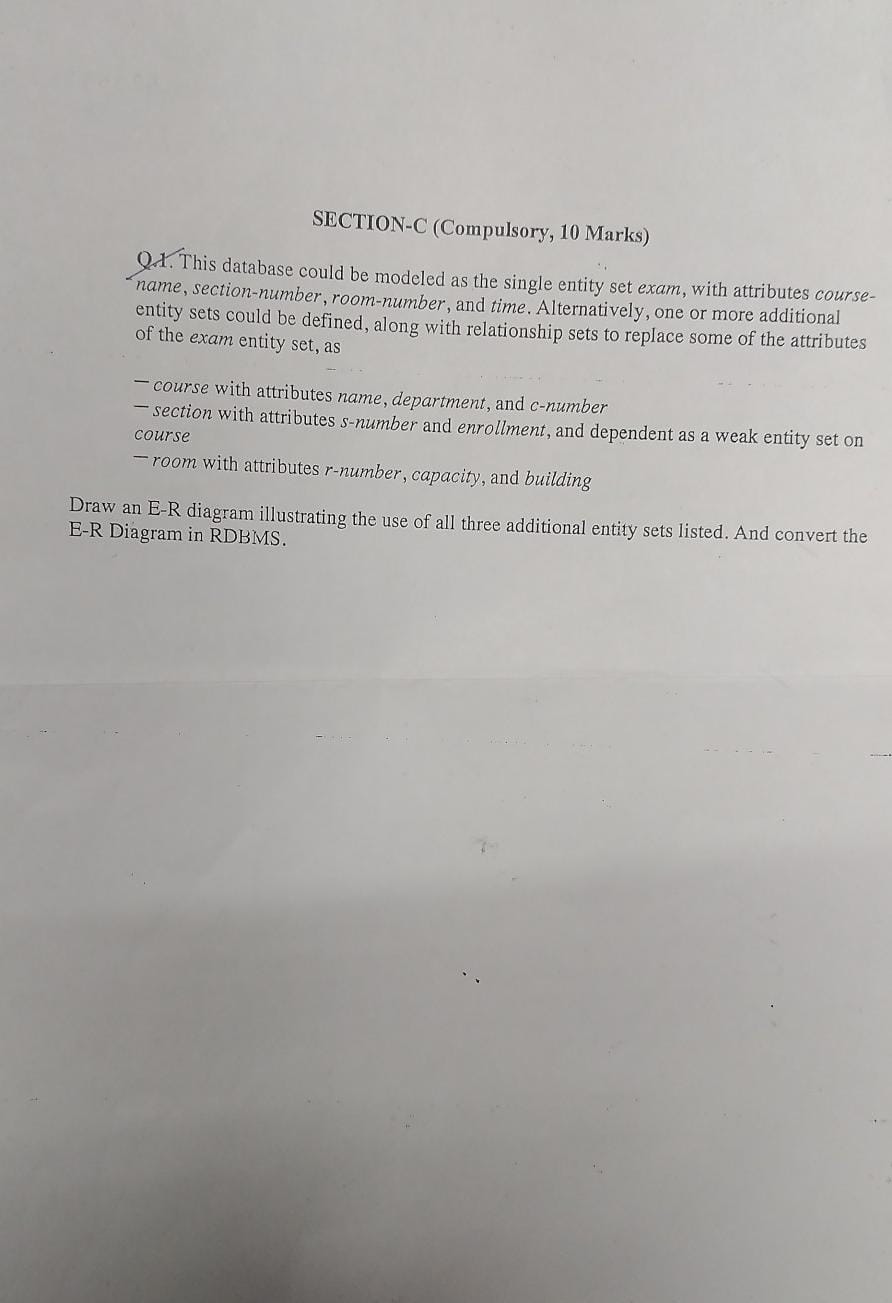 SECTION-C (Compulsory, 10 Marks)
Q.1. This database could be modeled as the single entity set exam, with attributes course-
name, section-number, room-number, and time. Alternatively, one or more additional
entity sets could be defined, along with relationship sets to replace some of the attributes
of the exam entity set, as
— course with attributes name, department, and c-number
— section with attributes s-number and enrollment, and dependent as a weak entity set on
course
— room with attributes r-number, capacity, and building
Draw an E-R diagram illustrating the use of all three additional entity sets listed. And convert the
E-R Diagram in RDBMS.